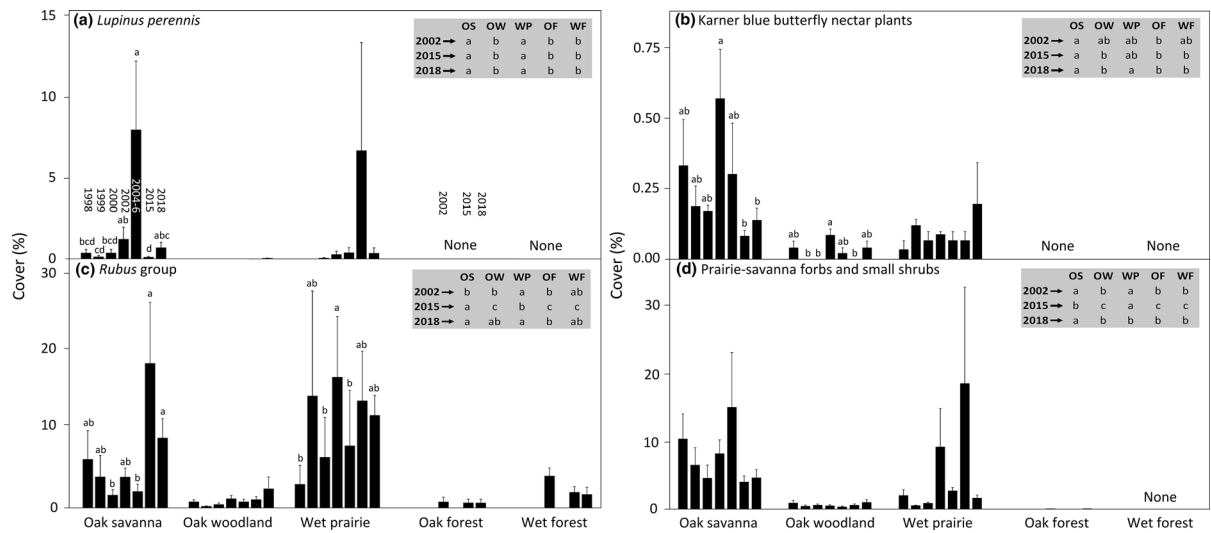 (a) Lupinus perennis
15
10
5
0
OS OW WP OF WF
2002 → a b a b b
2015 → a b a b b
2018 → a b a b b
a
1998 1999 2000 2002 2004-6 2015 2018
bcd cd bcd ab d abc
2002 2015 2018
None None
(b) Karner blue butterfly nectar plants
0.75
0.50
0.25
0.00
OS OW WP OF WF
2002 → a ab ab b ab
2015 → a b ab b b
2018 → a b a b b
ab ab ab a ab b b
ab b b a ab b ab
None None
Cover (%)
Cover (%)
(c) Rubus group
30
20
10
0
OS OW WP OF WF
2002 → b b a b ab
2015 → a c b c c
2018 → a ab a b ab
ab ab b ab b a a
b ab b a b ab ab
Oak savanna Oak woodland Wet prairie Oak forest Wet forest
(d) Prairie-savanna forbs and small shrubs
30
20
10
0
OS OW WP OF WF
2002 → a b a b b
2015 → b c a c c
2018 → a b b b b
None
Oak savanna Oak woodland Wet prairie Oak forest Wet forest